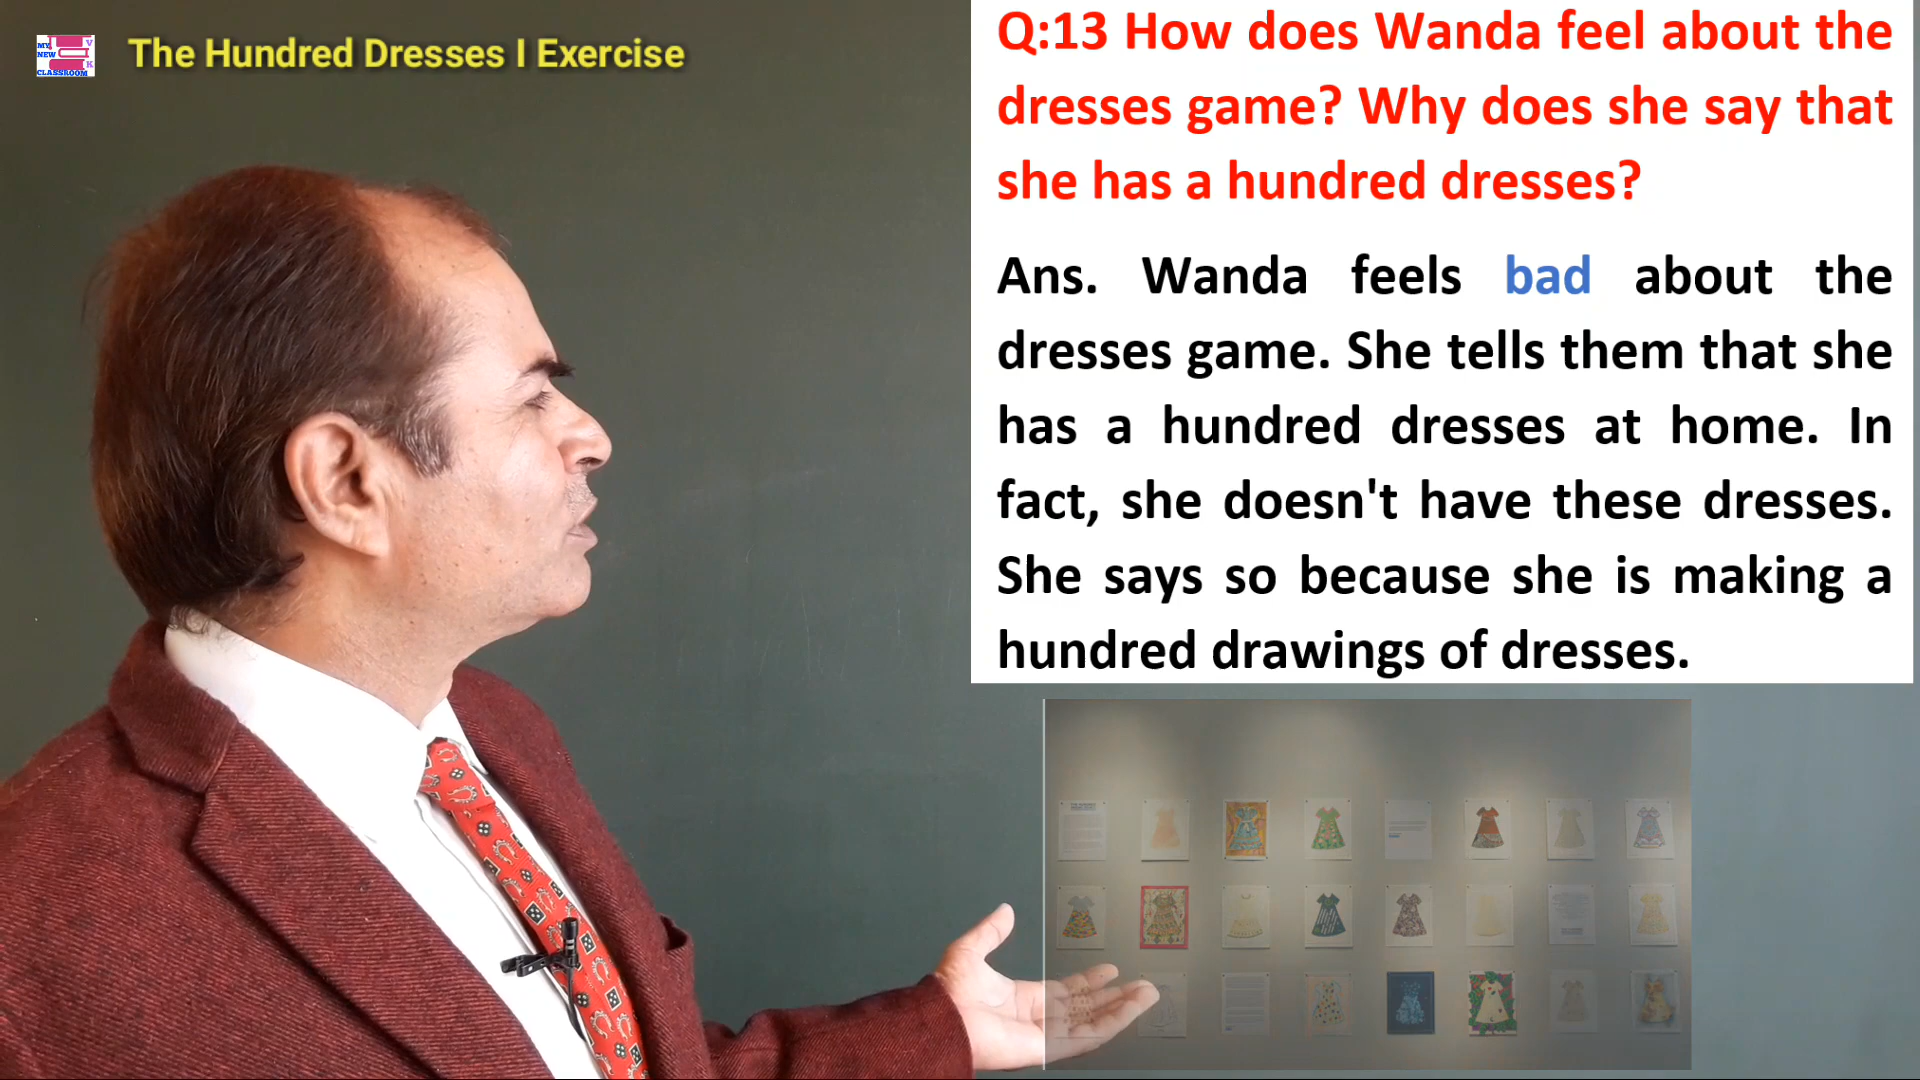 MY
NEW
CLASSROOM
V
K
The Hundred Dresses I Exercise
Q:13 How does Wanda feel about the
dresses game? Why does she say that
she has a hundred dresses?
Ans. Wanda feels bad about the
dresses game. She tells them that she
has a hundred dresses at home. In
fact, she doesn't have these dresses.
She says so because she is making a
hundred drawings of dresses.